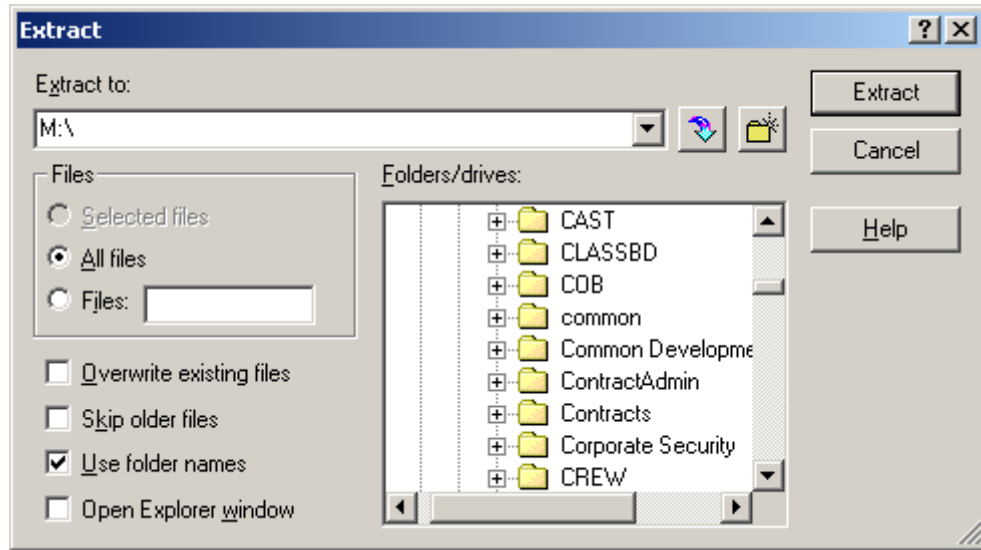 Extract
Extract to:
M:\
Files
Selected files
All files
Files:
Overwrite existing files
Skip older files
Use folder names
Open Explorer window
Folders/drives:
CAST
CLASSBD
COB
common
Common Developme
ContractAdmin
Contracts
Corporate Security
CREW
Extract
Cancel
Help